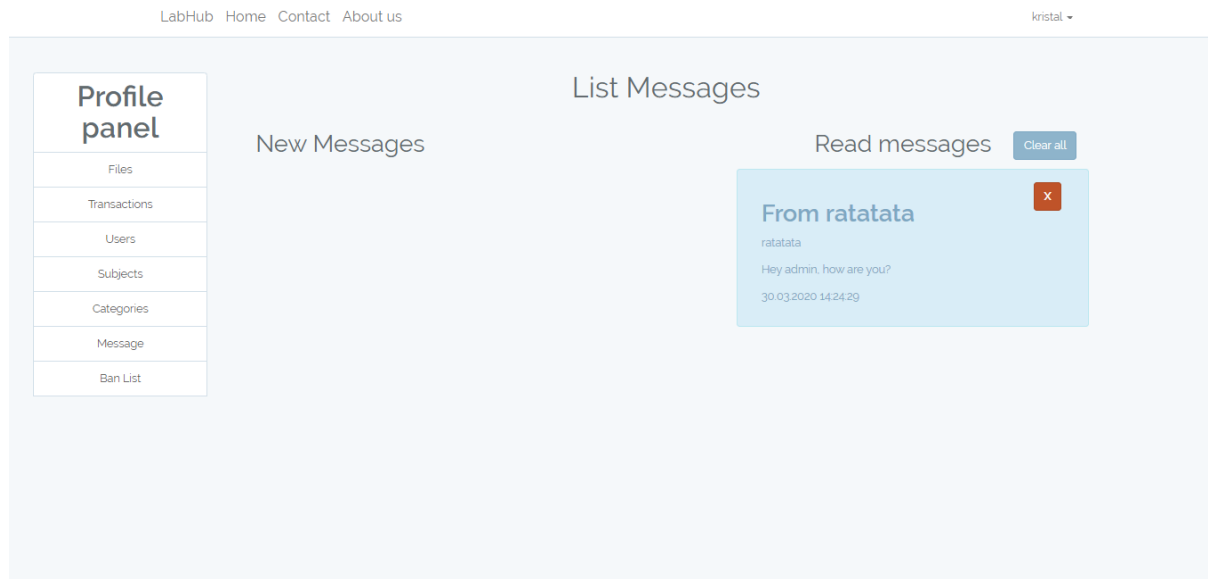 LabHub Home Contact About us kristal
Profile
panel
Files
Transactions
Users
Subjects
Categories
Message
Ban List
List Messages
New Messages
Read messages Clear all
X
From ratatata
ratatata
Hey admin, how are you?
30.03.2020 14:24:29